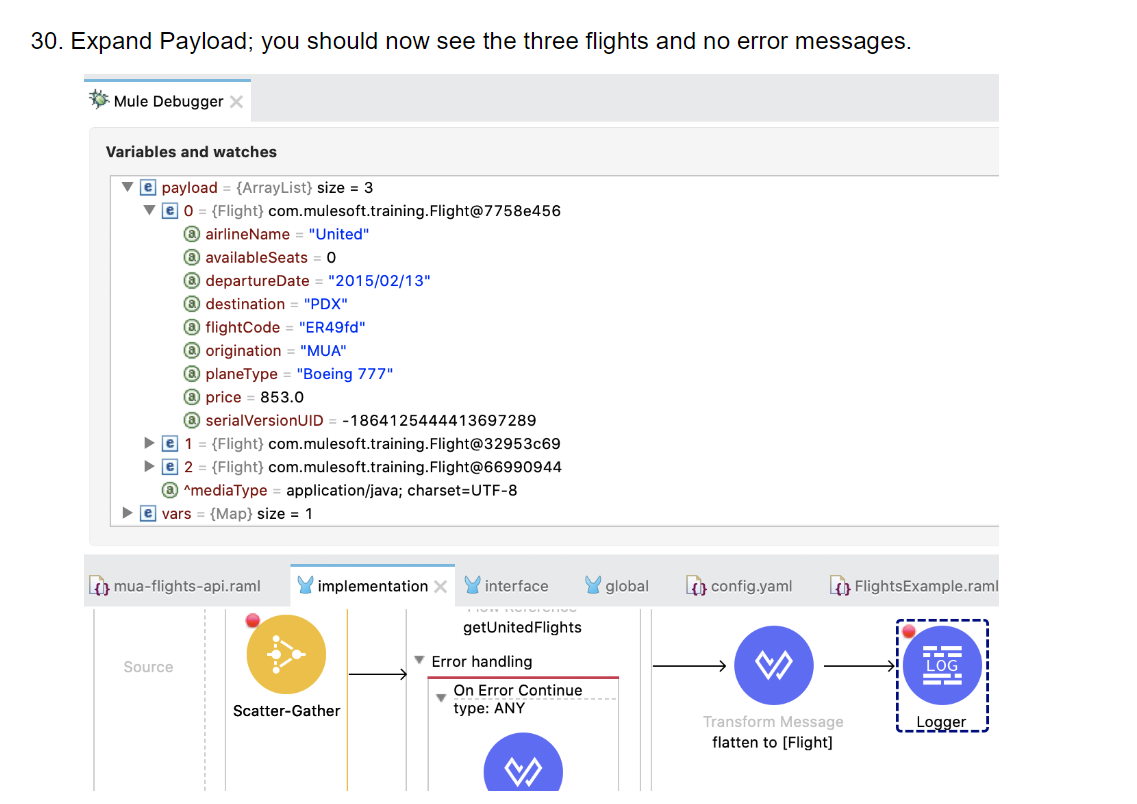 30. Expand Payload; you should now see the three flights and no error messages.
Mule Debugger
Variables and watches
e payload = {ArrayList} size = 3
e 0 = {Flight} com.mulesoft.training.Flight@7758e456
a airlineName = "United"
a availableSeats = 0
a departureDate = "2015/02/13"
a destination = "PDX"
a flightCode = "ER49fd"
a origination = "MUA"
a planeType = "Boeing 777"
a price = 853.0
a serialVersionUID = -1864125444413697289
e 1 = {Flight} com.mulesoft.training.Flight@32953c69
e 2 = {Flight} com.mulesoft.training.Flight@66990944
a ^mediaType = application/java; charset=UTF-8
e vars = {Map} size = 1
mua-flights-api.raml implementation interface global config.yaml FlightsExample.raml
Flow Reference
getUnitedFlights
Source
Error handling
LOG
On Error Continue
type: ANY
Scatter-Gather
Transform Message
Logger
flatten to [Flight]